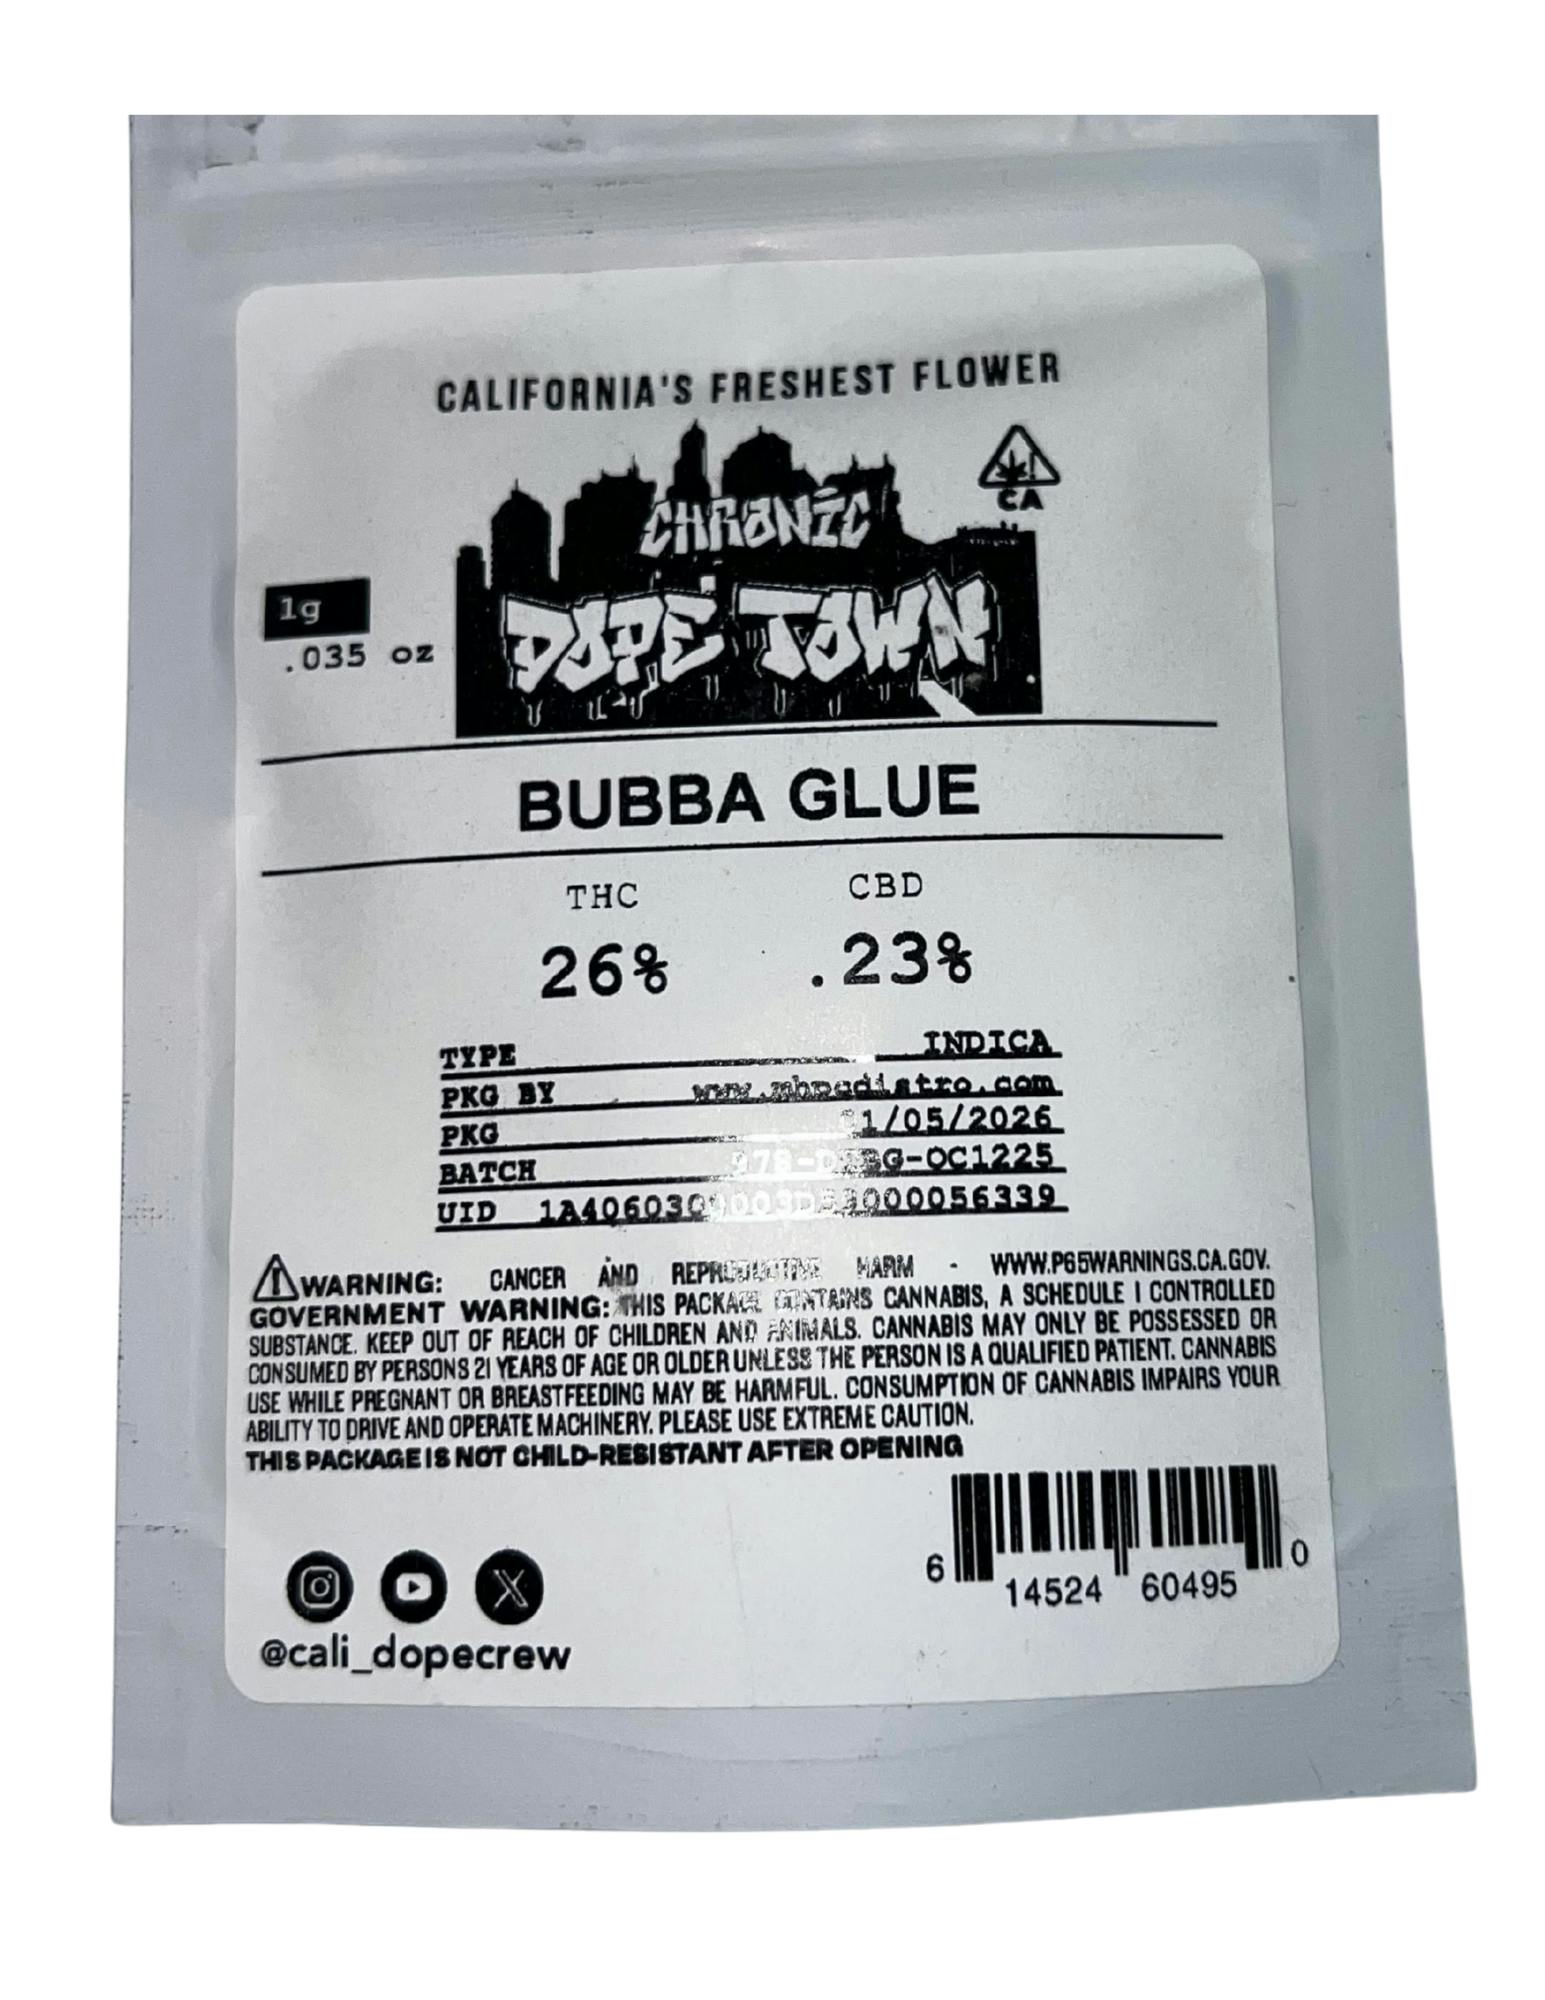 CALIFORNIA'S FRESHEST FLOWER
CA
CHRONIC
1g
DOPE TOWN
.035 oz
BUBBA GLUE
THC CBD
26% .23%
TYPE INDICA
PKG BY
PKG 1/05/2026
BATCH
UID
WARNING: CANCER AND REPRODUCTIVE HARM - WWW.P65WARNINGS.CA.GOV.
GOVERNMENT WARNING: THIS PACKAGE CONTAINS CANNABIS, A SCHEDULE I CONTROLLED
SUBSTANCE. KEEP OUT OF REACH OF CHILDREN AND ANIMALS. CANNABIS MAY ONLY BE POSSESSED OR
CONSUMED BY PERSONS 21 YEARS OF AGE OR OLDER UNLESS THE PERSON IS A QUALIFIED PATIENT. CANNABIS
USE WHILE PREGNANT OR BREASTFEEDING MAY BE HARMFUL. CONSUMPTION OF CANNABIS IMPAIRS YOUR
ABILITY TO DRIVE AND OPERATE MACHINERY. PLEASE USE EXTREME CAUTION.
THIS PACKAGE IS NOT CHILD-RESISTANT AFTER OPENING
6 14524 60495 0
@cali_dopecrew